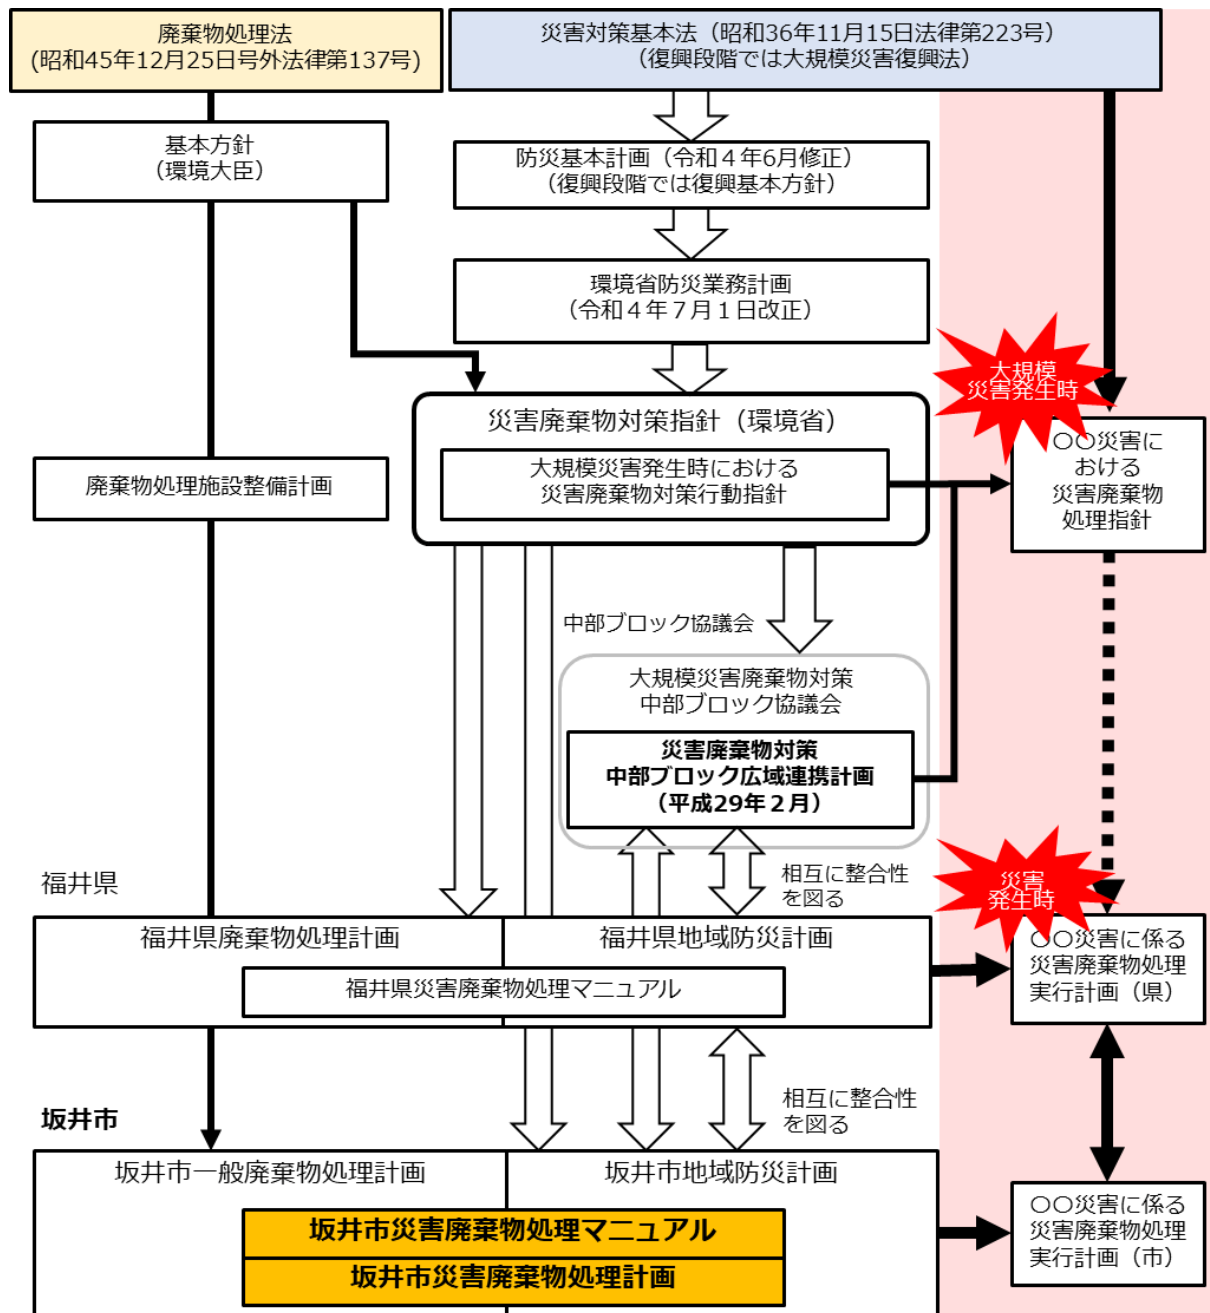 廃棄物処理法
(昭和45年12月25日号外法律第137号)
災害対策基本法（昭和36年11月15日法律第223号）
（復興段階では大規模災害復興法）
基本方針
（環境大臣）
防災基本計画（令和４年6月修正）
（復興段階では復興基本方針）
環境省防災業務計画
（令和４年７月１日改正）
大規模
災害発生時
災害廃棄物対策指針（環境省）
大規模災害発生時における
災害廃棄物対策行動指針
〇〇災害に
おける
災害廃棄物
処理指針
廃棄物処理施設整備計画
中部ブロック協議会
大規模災害廃棄物対策
中部ブロック協議会
災害廃棄物対策
中部ブロック広域連携計画
（平成29年２月）
相互に整合性
を図る
災害
発生時
福井県
福井県廃棄物処理計画
福井県地域防災計画
福井県災害廃棄物処理マニュアル
〇〇災害に係る
災害廃棄物処理
実行計画（県）
相互に整合性
を図る
坂井市
坂井市一般廃棄物処理計画
坂井市地域防災計画
坂井市災害廃棄物処理マニュアル
坂井市災害廃棄物処理計画
〇〇災害に係る
災害廃棄物処理
実行計画（市）